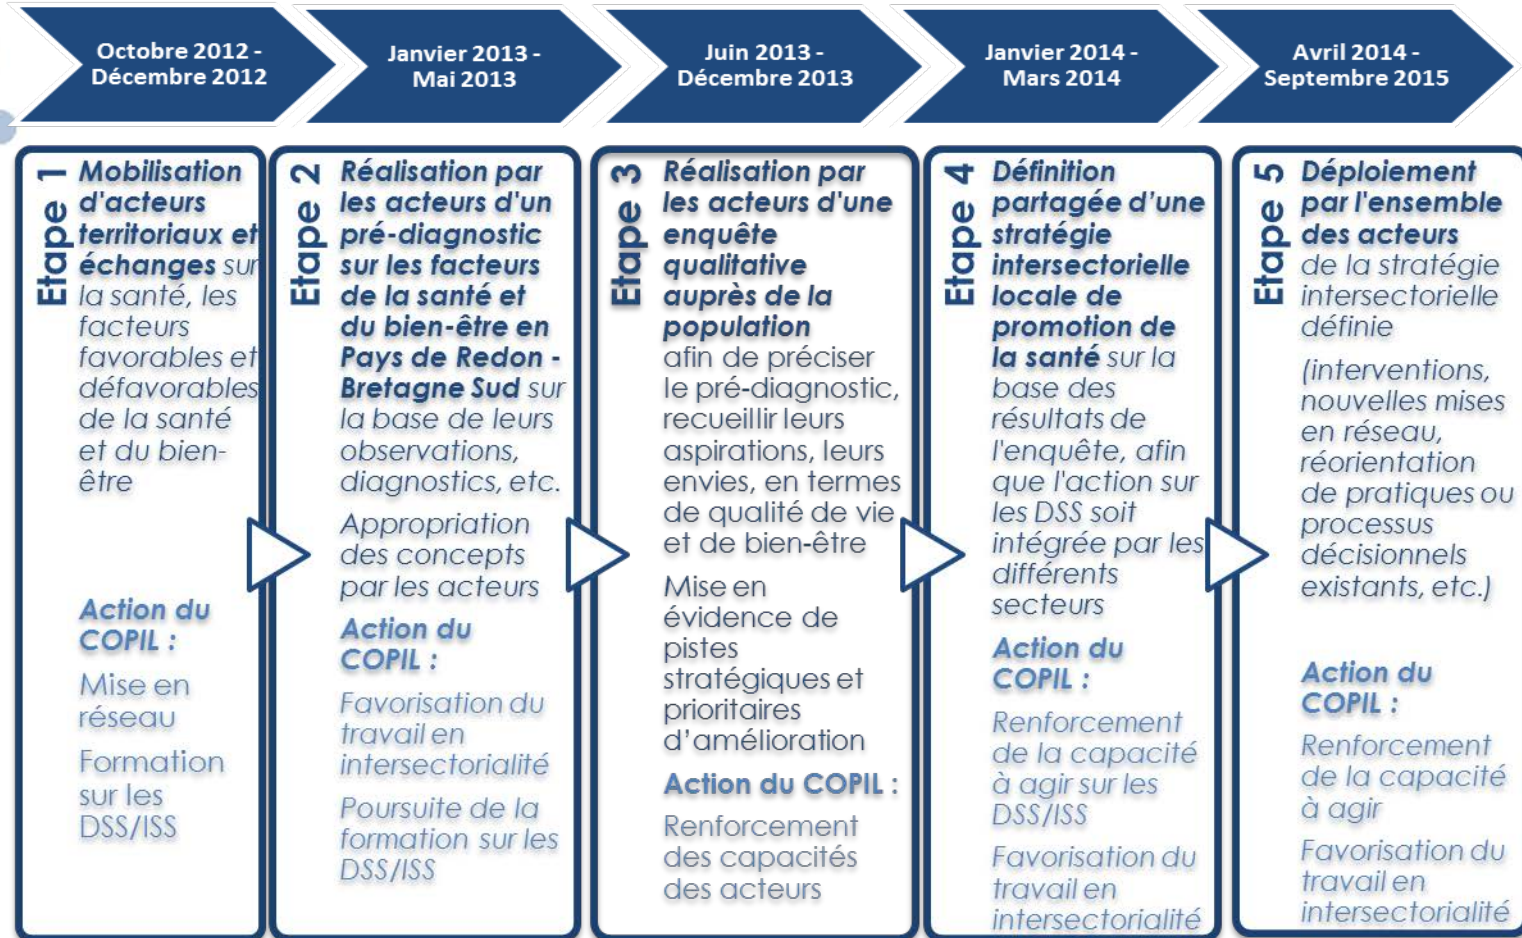 Octobre 2012 -
Décembre 2012
Janvier 2013 -
Mai 2013
Juin 2013 -
Décembre 2013
Janvier 2014 -
Mars 2014
Avril 2014 -
Septembre 2015
Etape 1
Mobilisation
d'acteurs
territoriaux et
échanges sur
la santé, les
facteurs
favorables et
défavorables
de la santé
et du bien-
être
Action du
COPIL :
Mise en
réseau
Formation
sur les
DSS/ISS
Etape 2
Réalisation par
les acteurs d'un
pré-diagnostic
sur les facteurs
de la santé et
du bien-être en
Pays de Redon -
Bretagne Sud sur
la base de leurs
observations,
diagnostics, etc.
Appropriation
des concepts
par les acteurs
Action du
COPIL :
Favorisation du
travail en
intersectorialité
Poursuite de la
formation sur les
DSS/ISS
Etape 3
Réalisation par
les acteurs d'une
enquête
qualitative
auprès de la
population
afin de préciser
le pré-diagnostic,
recueillir leurs
aspirations, leurs
envies, en termes
de qualité de vie
et de bien-être
Mise en
évidence de
pistes
stratégiques et
prioritaires
d’amélioration
Action du COPIL :
Renforcement
des capacités
des acteurs
Etape 4
Définition
partagée d’une
stratégie
intersectorielle
locale de
promotion de
la santé sur la
base des
résultats de
l'enquête, afin
que l'action sur
les DSS soit
intégrée par les
différents
secteurs
Action du
COPIL :
Renforcement
de la capacité
à agir sur les
DSS/ISS
Favorisation du
travail en
intersectorialité
Etape 5
Déploiement
par l'ensemble
des acteurs
de la stratégie
intersectorielle
définie
(interventions,
nouvelles mises
en réseau,
réorientation
de pratiques ou
processus
décisionnels
existants, etc.)
Action du
COPIL :
Renforcement
de la capacité
à agir
Favorisation du
travail en
intersectorialité